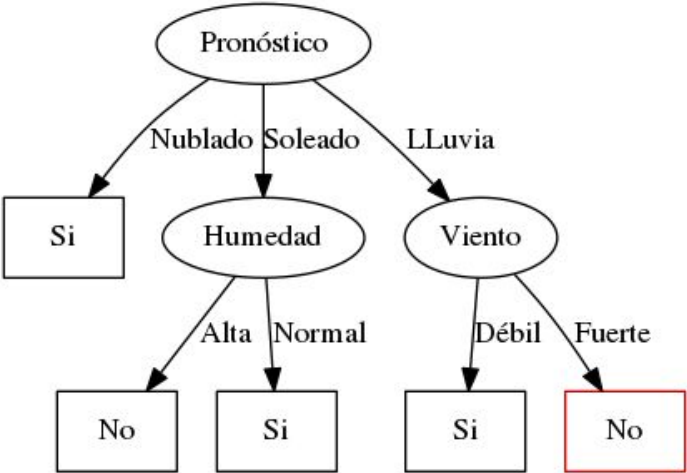 Pronóstico
Nublado
Soleado
LLuvia
Si
Humedad
Viento
Alta
Normal
Débil
Fuerte
No
Si
Si
No